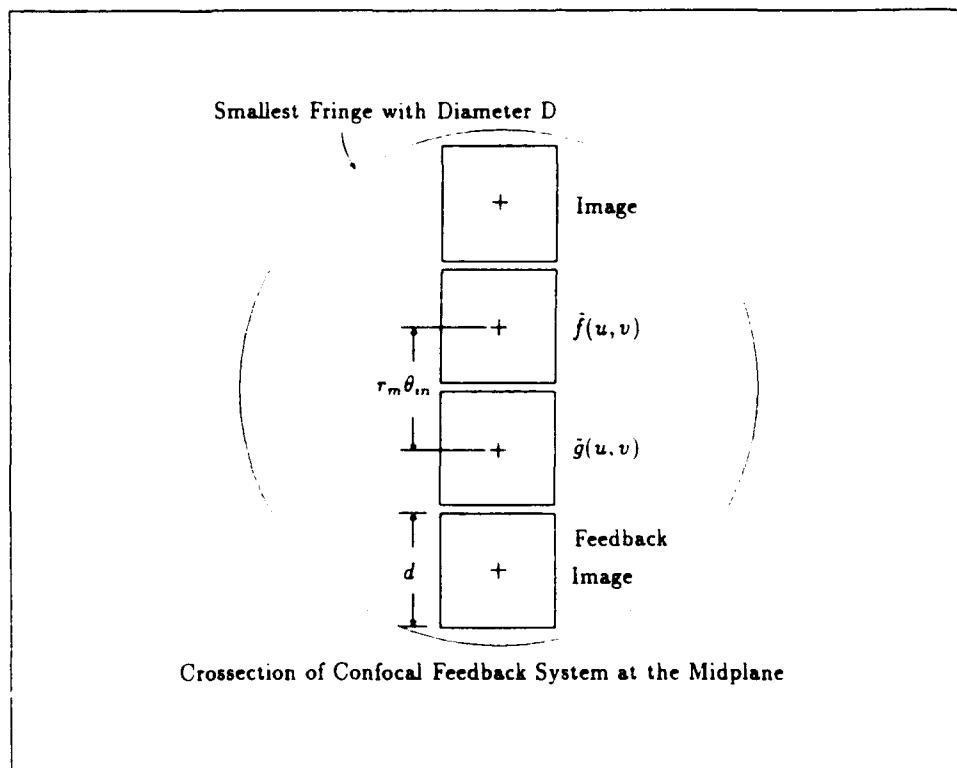 Smallest Fringe with Diameter D
Image
f̂(u, v)
r_m θ_in
ĝ(u, v)
Feedback
d
Image
Crossection of Confocal Feedback System at the Midplane